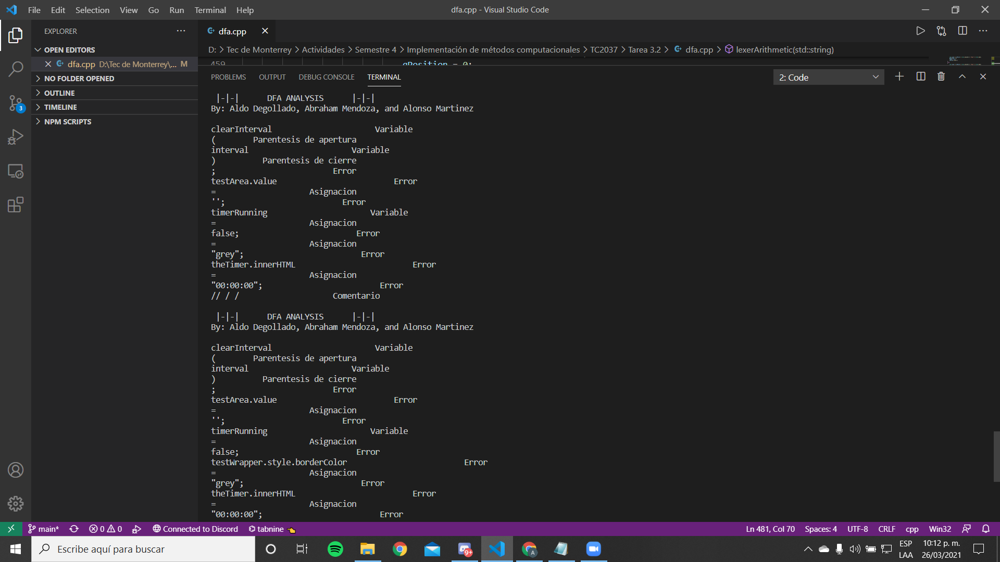 File Edit Selection View Go Run Terminal Help
dfa.cpp - Visual Studio Code
EXPLORER
OPEN EDITORS
dfa.cpp D:\Tec de Monterrey\... M
NO FOLDER OPENED
OUTLINE
TIMELINE
NPM SCRIPTS
3
dfa.cpp
D: > Tec de Monterrey > Actividades > Semestre 4 > Implementación de métodos computacionales > TC2037 > Tarea 3.2 > dfa.cpp > lexerArithmetic(std::string)
459 qPosition = 0;
PROBLEMS OUTPUT DEBUG CONSOLE TERMINAL
2: Code
|-|-| DFA ANALYSIS |-|-|
By: Aldo Degollado, Abraham Mendoza, and Alonso Martinez
clearInterval Variable
( Parentesis de apertura
interval Variable
) Parentesis de cierre
; Error
testArea.value Error
= Asignacion
''; Error
timerRunning Variable
= Asignacion
false; Error
= Asignacion
"grey"; Error
theTimer.innerHTML Error
= Asignacion
"00:00:00"; Error
// / / Comentario
|-|-| DFA ANALYSIS |-|-|
By: Aldo Degollado, Abraham Mendoza, and Alonso Martinez
clearInterval Variable
( Parentesis de apertura
interval Variable
) Parentesis de cierre
; Error
testArea.value Error
= Asignacion
''; Error
timerRunning Variable
= Asignacion
false; Error
testWrapper.style.borderColor Error
= Asignacion
"grey"; Error
theTimer.innerHTML Error
= Asignacion
"00:00:00"; Error
main* 0 0 Connected to Discord tabnine
Ln 481, Col 70 Spaces: 4 UTF-8 CRLF cpp Win32
Escribe aquí para buscar
9+
A
ESP
LAA
10:12 p. m.
26/03/2021